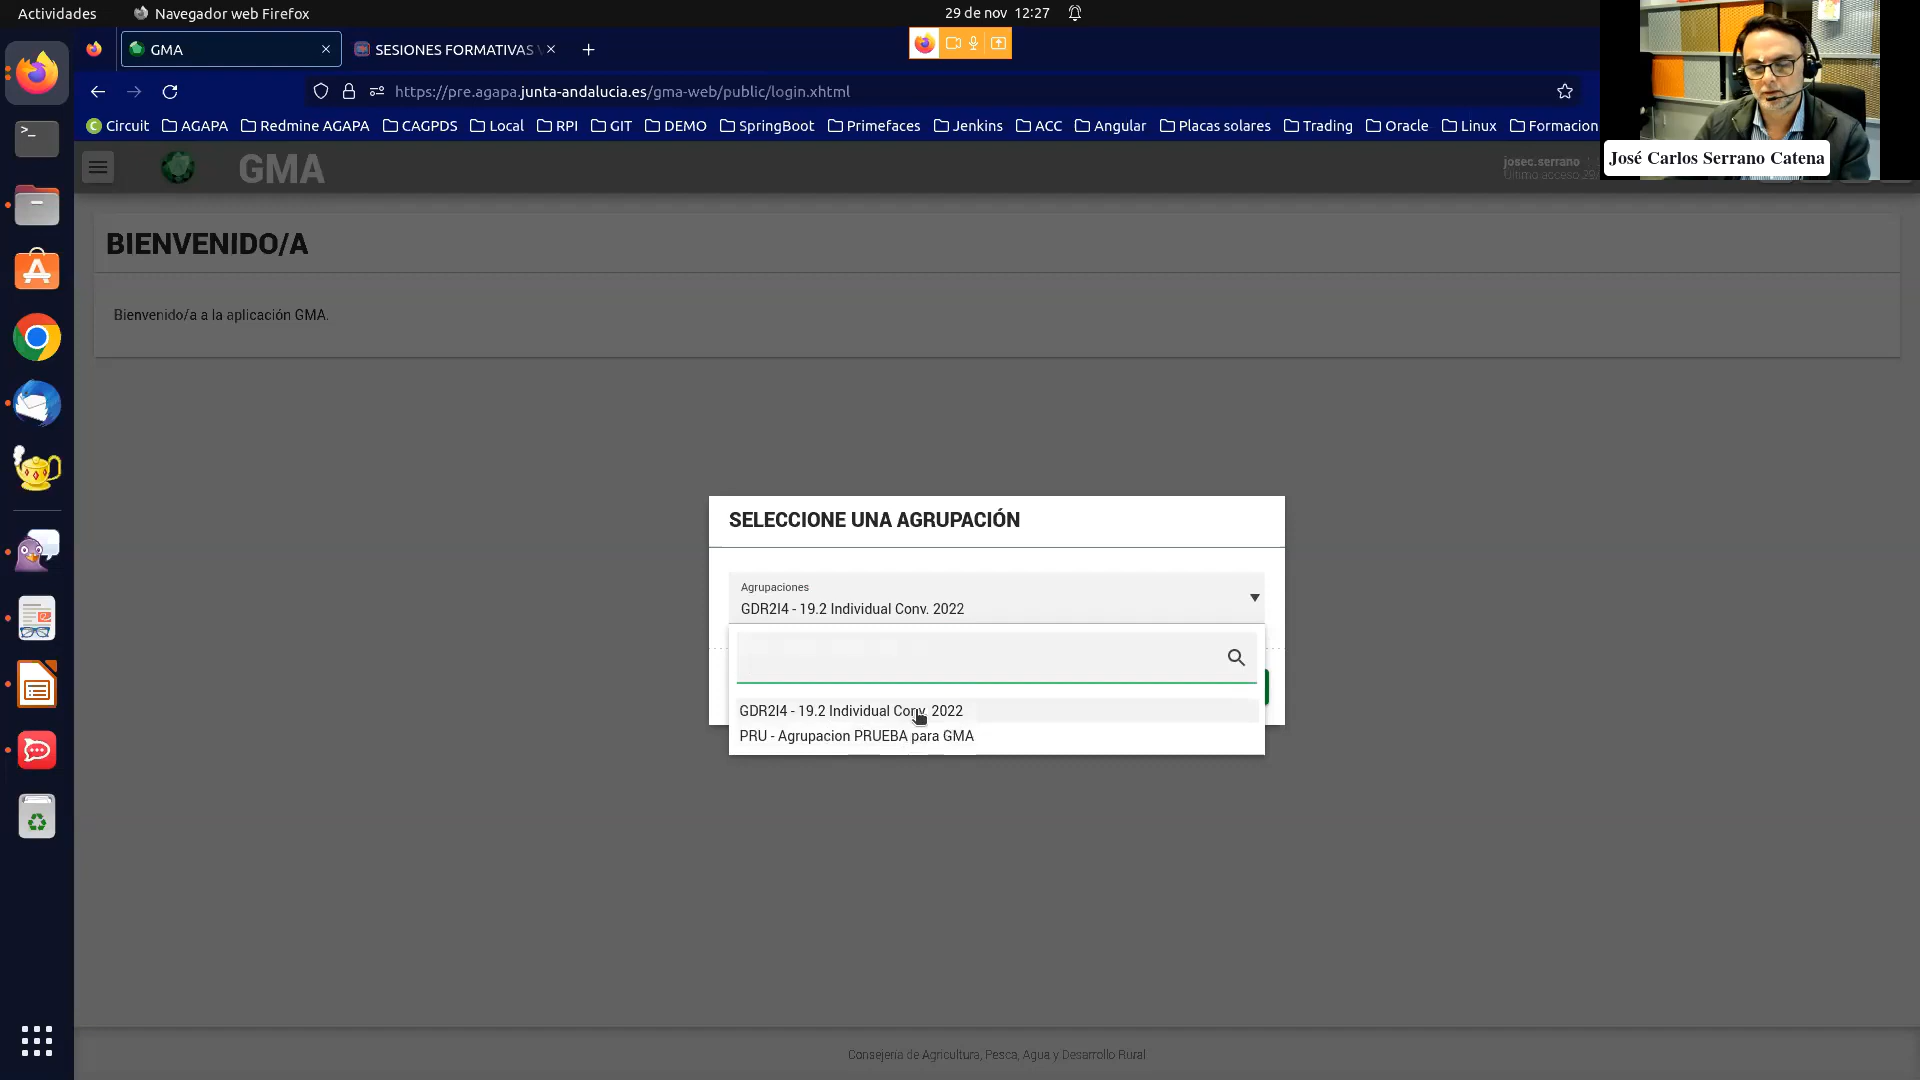 Actividades
Navegador web Firefox
29 de nov 12:27
GMA
SESIONES FORMATIVAS
https://pre.agapa.junta-andalucia.es/gma-web/public/login.xhtml
Circuit
AGAPA
Redmine AGAPA
CAGPDS
Local
RPI
GIT
DEMO
SpringBoot
Primefaces
Jenkins
ACC
Angular
Placas solares
Trading
Oracle
Linux
Formacion
José Carlos Serrano Catena
GMA
josec.serrano
Último acceso 29/
BIENVENIDO/A
Bienvenido/a a la aplicación GMA.
SELECCIONE UNA AGRUPACIÓN
Agrupaciones
GDR2I4 - 19.2 Individual Conv. 2022
GDR2I4 - 19.2 Individual Conv. 2022
PRU - Agrupacion PRUEBA para GMA
Consejería de Agricultura, Pesca, Agua y Desarrollo Rural.